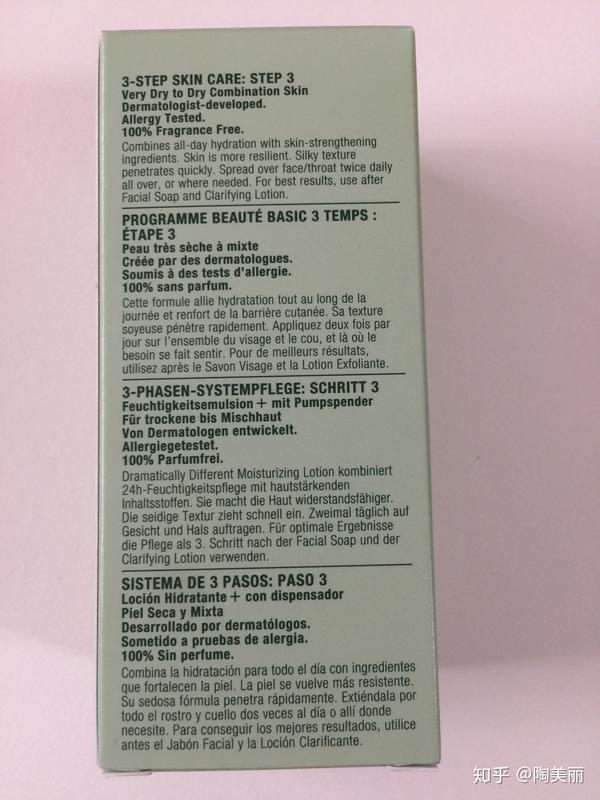 3-STEP SKIN CARE: STEP 3
Very Dry to Dry Combination Skin
Dermatologist-developed.
Allergy Tested.
100% Fragrance Free.
Combines all-day hydration with skin-strengthening
ingredients. Skin is more resilient. Silky texture
penetrates quickly. Spread over face/throat twice daily
all over, or where needed. For best results, use after
Facial Soap and Clarifying Lotion.
PROGRAMME BEAUTÉ BASIC 3 TEMPS :
ÉTAPE 3
Peau très sèche à mixte
Créée par des dermatologues.
Soumis à des tests d'allergie.
100% sans parfum.
Cette formule allie hydratation tout au long de la
journée et renfort de la barrière cutanée. Sa texture
soyeuse pénètre rapidement. Appliquez deux fois par
jour sur l'ensemble du visage et le cou, et là où le
besoin se fait sentir. Pour de meilleurs résultats,
utilisez après le Savon Visage et la Lotion Exfoliante.
3-PHASEN-SYSTEMPFLEGE: SCHRITT 3
Feuchtigkeitsemulsion + mit Pumpspender
Für trockene bis Mischhaut
Von Dermatologen entwickelt.
Allergiegetestet.
100% Parfumfrei.
Dramatically Different Moisturizing Lotion kombiniert
24h-Feuchtigkeitspflege mit hautstärkenden
Inhaltsstoffen. Sie macht die Haut widerstandsfähiger.
Die seidige Textur zieht schnell ein. Zweimal täglich auf
Gesicht und Hals auftragen. Für optimale Ergebnisse
die Pflege als 3. Schritt nach der Facial Soap und der
Clarifying Lotion verwenden.
SISTEMA DE 3 PASOS: PASO 3
Loción Hidratante + con dispensador
Piel Seca y Mixta
Desarrollado por dermatólogos.
Sometido a pruebas de alergia.
100% Sin perfume.
Combina la hidratación para todo el día con ingredientes
que fortalecen la piel. La piel se vuelve más resistente.
Su sedosa fórmula penetra rápidamente. Extiéndala por
todo el rostro y cuello dos veces al día o allí donde
necesite. Para conseguir los mejores resultados, utilice
antes el Jabón Facial y la Loción Clarificante.
知乎 @陶美丽